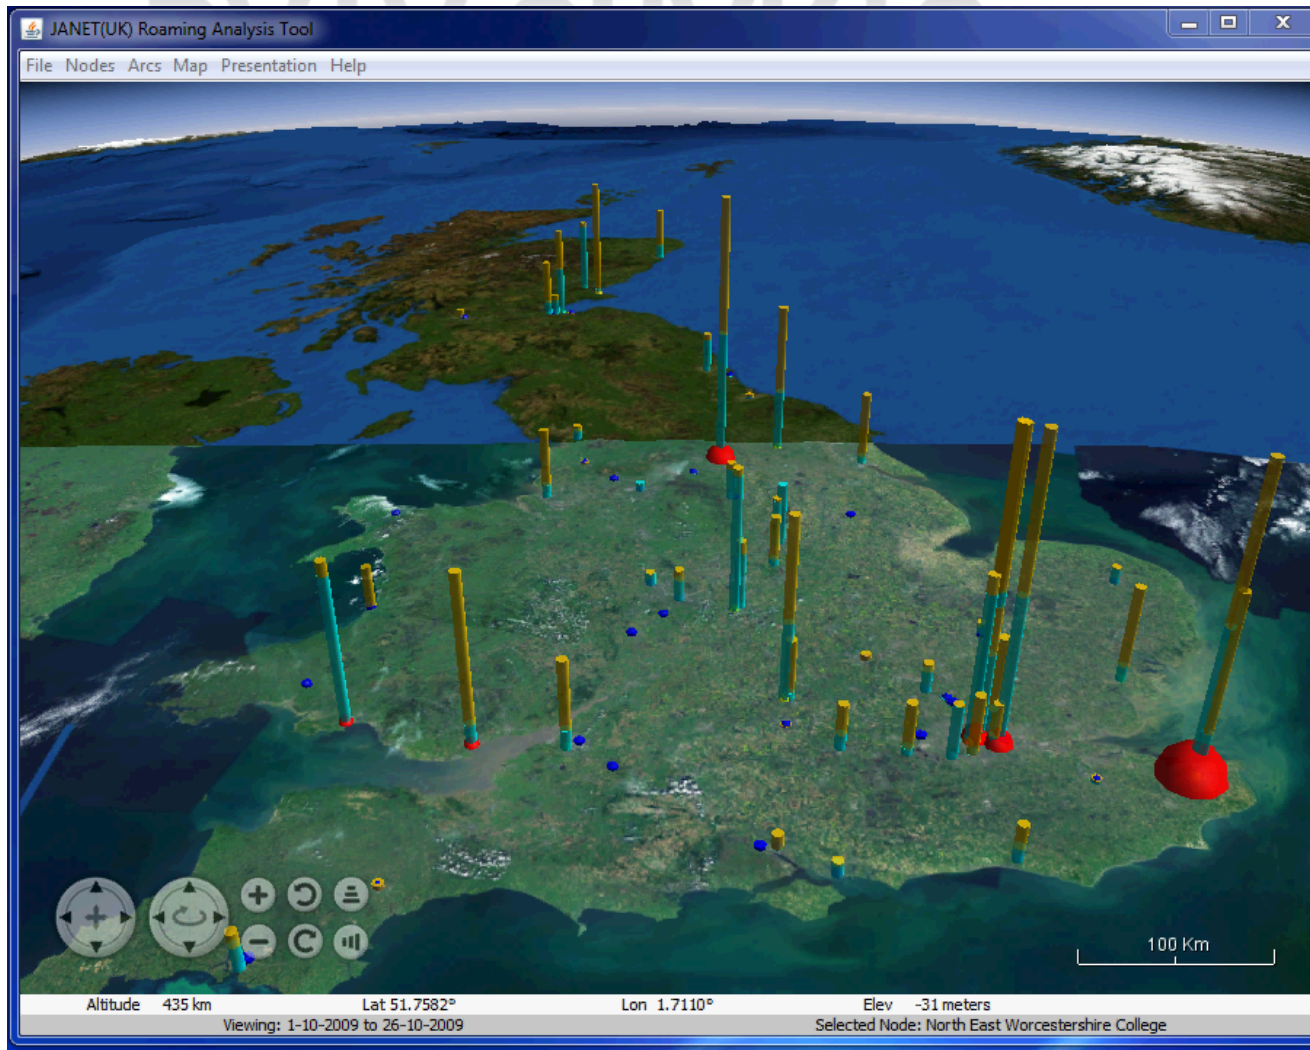 JANET(UK) Roaming Analysis Tool
File Nodes Arcs Map Presentation Help
100 Km
Altitude 435 km Lat 51.7582° Lon 1.7110° Elev -31 meters
Viewing: 1-10-2009 to 26-10-2009 Selected Node: North East Worcestershire College